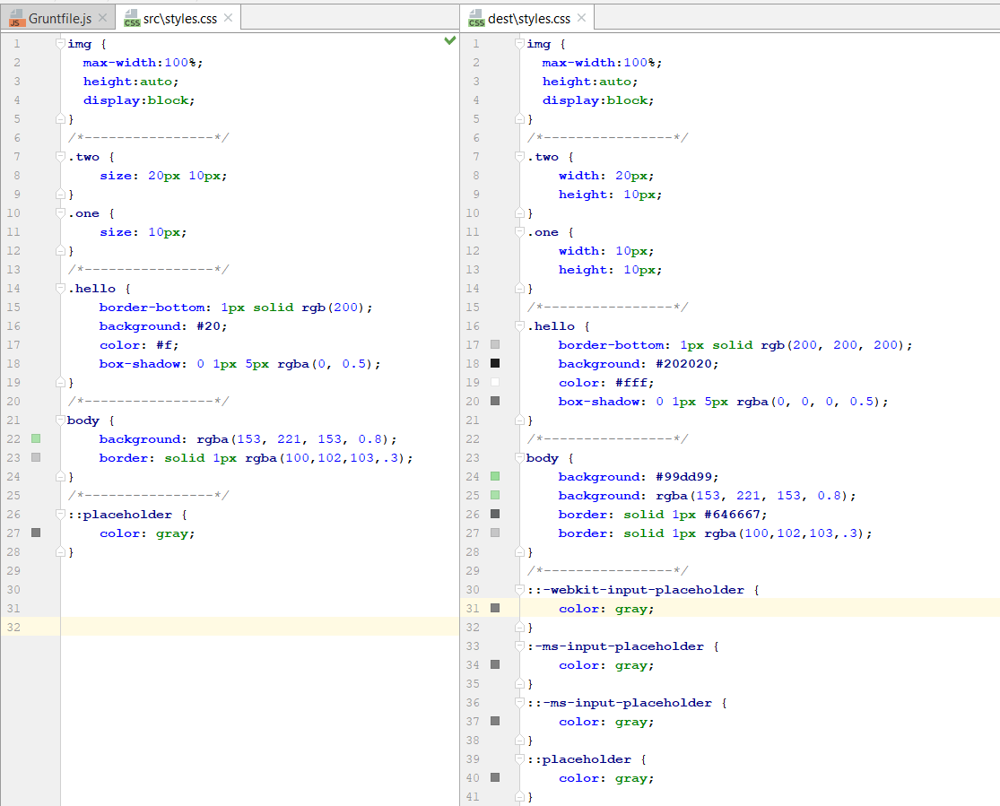 Gruntfile.js
src\styles.css
dest\styles.css
1 img {
2 max-width:100%;
3 height:auto;
4 display:block;
5 }
6 /*----------------*/
7 .two {
8 size: 20px 10px;
9 }
10 .one {
11 size: 10px;
12 }
13 /*----------------*/
14 .hello {
15 border-bottom: 1px solid rgb(200);
16 background: #20;
17 color: #f;
18 box-shadow: 0 1px 5px rgba(0, 0.5);
19 }
20 /*----------------*/
21 body {
22 background: rgba(153, 221, 153, 0.8);
23 border: solid 1px rgba(100,102,103,.3);
24 }
25 /*----------------*/
26 ::placeholder {
27 color: gray;
28 }
29
30
31
32
1 img {
2 max-width:100%;
3 height:auto;
4 display:block;
5 }
6 /*----------------*/
7 .two {
8 width: 20px;
9 height: 10px;
10 }
11 .one {
12 width: 10px;
13 height: 10px;
14 }
15 /*----------------*/
16 .hello {
17 border-bottom: 1px solid rgb(200, 200, 200);
18 background: #202020;
19 color: #fff;
20 box-shadow: 0 1px 5px rgba(0, 0, 0, 0.5);
21 }
22 /*----------------*/
23 body {
24 background: #99dd99;
25 background: rgba(153, 221, 153, 0.8);
26 border: solid 1px #646667;
27 border: solid 1px rgba(100,102,103,.3);
28 }
29 /*----------------*/
30 ::-webkit-input-placeholder {
31 color: gray;
32 }
33 :-ms-input-placeholder {
34 color: gray;
35 }
36 ::-ms-input-placeholder {
37 color: gray;
38 }
39 ::placeholder {
40 color: gray;
41 }